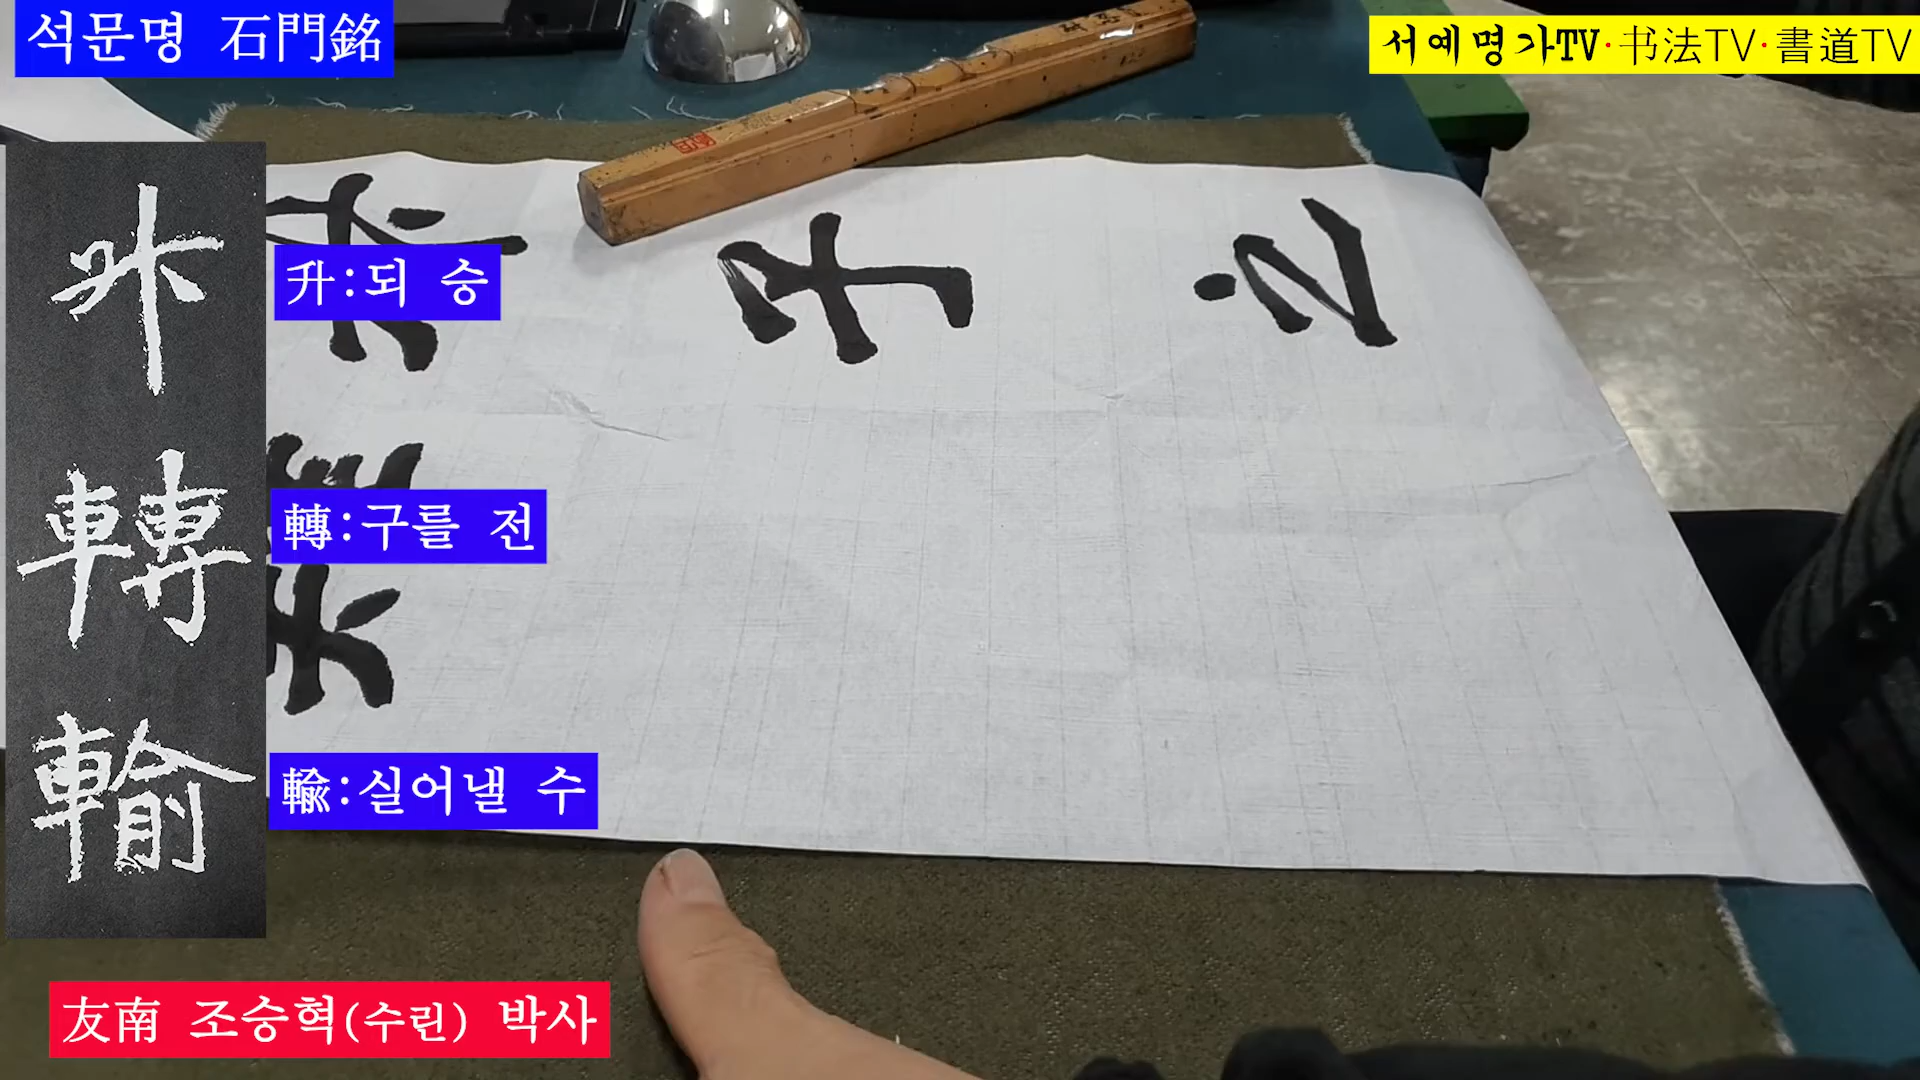 석문명 石門銘
서예명가TV·书法TV·書道TV
升
轉
輸
升:되 승
轉:구를 전
輸:실어낼 수
之
子
友南 조승혁(수린) 박사